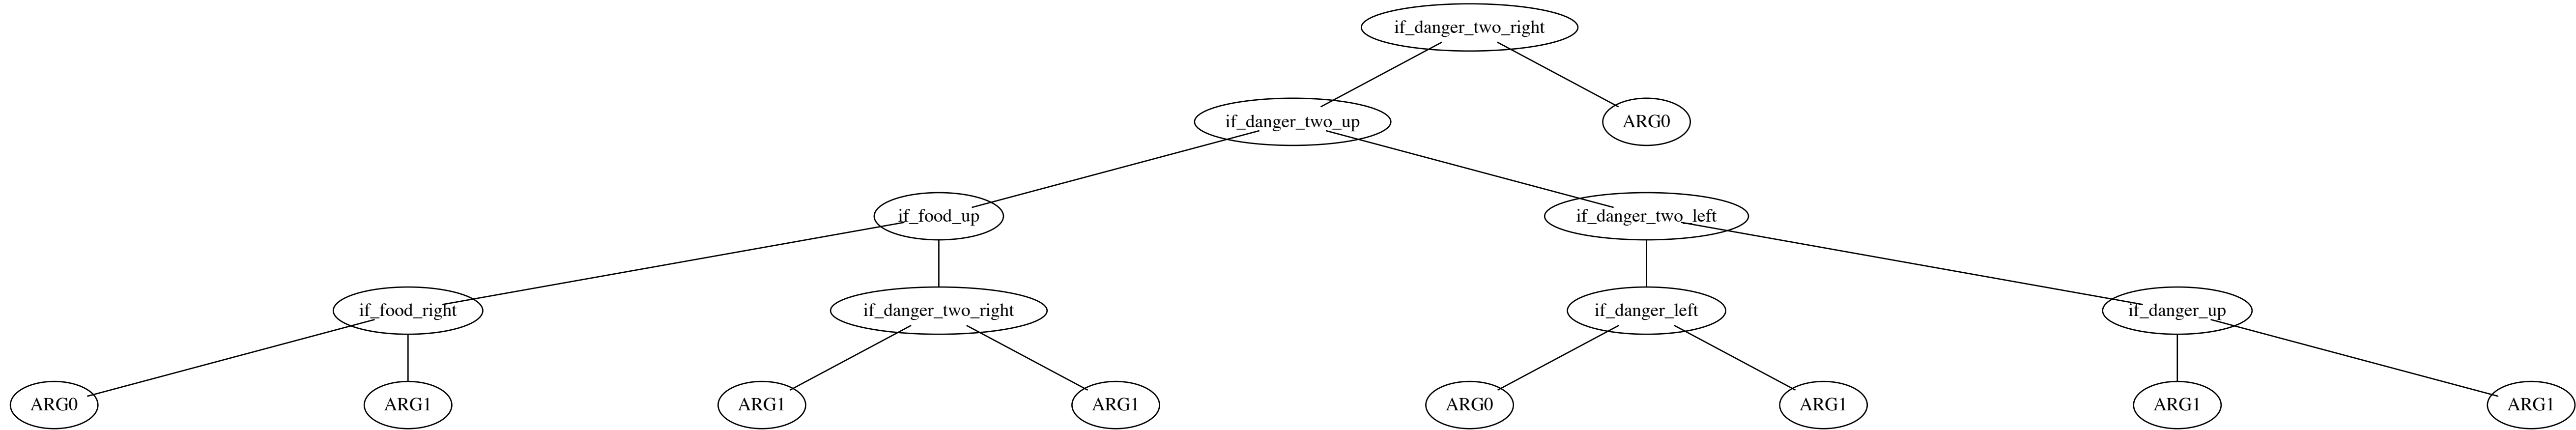 if_danger_two_right
if_danger_two_up
ARG0
if_food_up
if_danger_two_left
if_food_right
if_danger_two_right
if_danger_left
if_danger_up
ARG0
ARG1
ARG1
ARG1
ARG0
ARG1
ARG1
ARG1